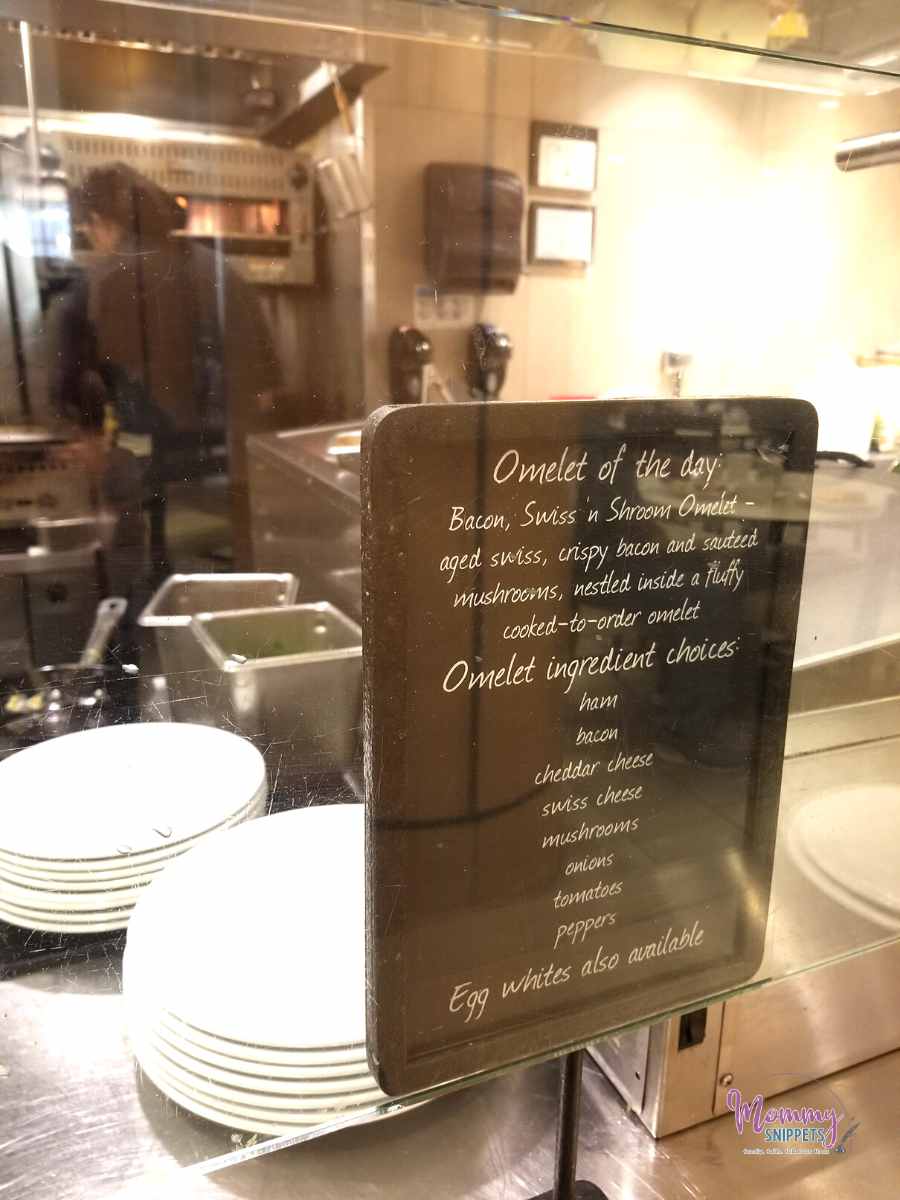 Omelet of the day:
Bacon, Swiss 'n Shroom Omelet -
aged swiss, crispy bacon and sauteed
mushrooms, nestled inside a fluffy
cooked-to-order omelet
Omelet ingredient choices:
ham
bacon
cheddar cheese
swiss cheese
mushrooms
onions
tomatoes
peppers
Egg whites also available
Mommy
SNIPPETS